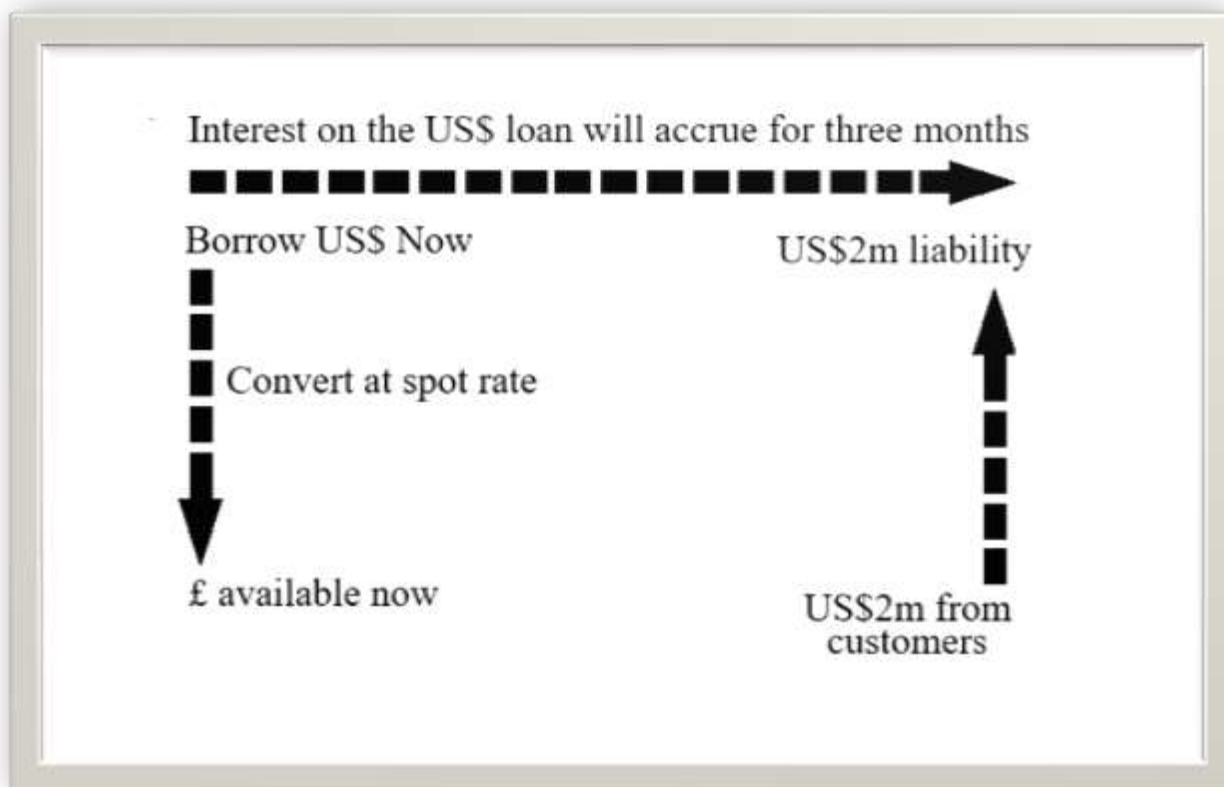 Interest on the US$ loan will accrue for three months
Borrow US$ Now
US$2m liability
Convert at spot rate
£ available now
US$2m from
customers